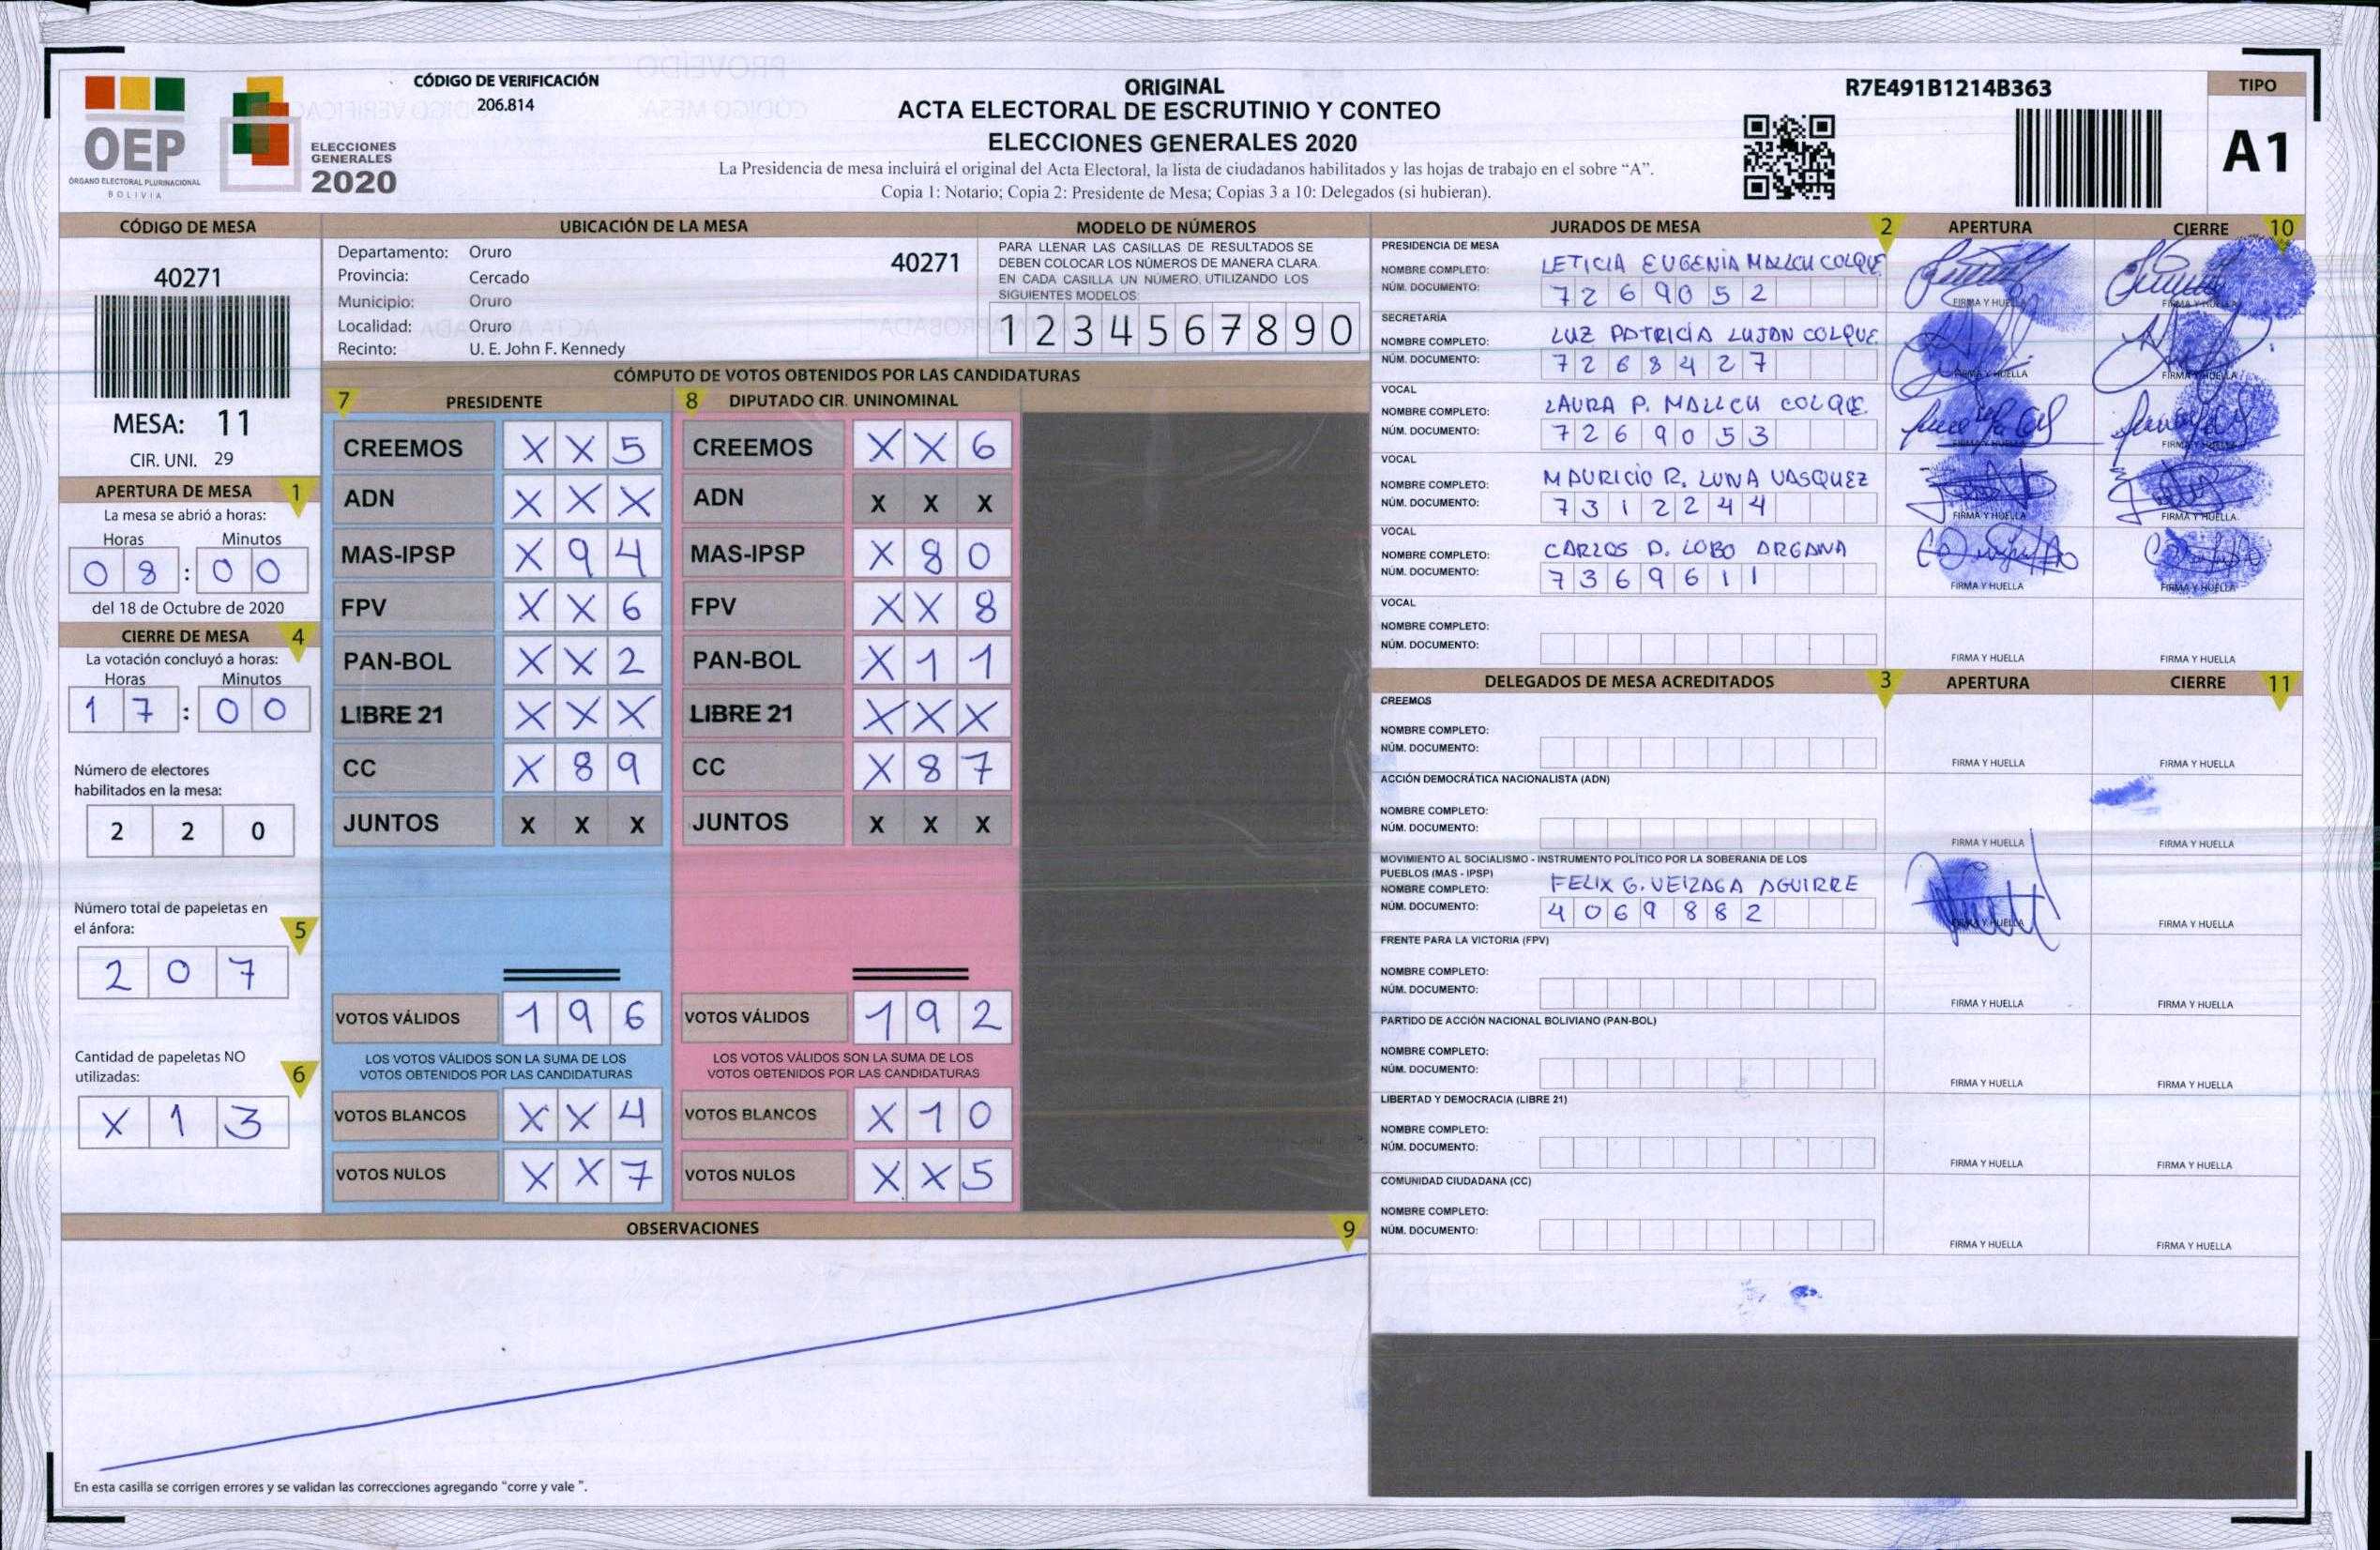 CÓDIGO DE VERIFICACIÓN
206.814
OEP
ÓRGANO ELECTORAL PLURINACIONAL
BOLIVIA
ELECCIONES
GENERALES
2020
ORIGINAL
ACTA ELECTORAL DE ESCRUTINIO Y CONTEO
ELECCIONES GENERALES 2020
La Presidencia de mesa incluirá el original del Acta Electoral, la lista de ciudadanos habilitados y las hojas de trabajo en el sobre “A”.
Copia 1: Notario; Copia 2: Presidente de Mesa; Copias 3 a 10: Delegados (si hubieran).
R7E491B1214B363
TIPO
A1
CÓDIGO DE MESA
40271
MESA: 11
CIR. UNI. 29
APERTURA DE MESA 1
La mesa se abrió a horas:
Horas Minutos
0 8 : 0 0
del 18 de Octubre de 2020
CIERRE DE MESA 4
La votación concluyó a horas:
Horas Minutos
1 7 : 0 0
Número de electores
habilitados en la mesa:
2 2 0
Número total de papeletas en
el ánfora: 5
2 0 7
Cantidad de papeletas NO
utilizadas: 6
X 1 3
UBICACIÓN DE LA MESA
Departamento: Oruro
40271
Provincia: Cercado
Municipio: Oruro
Localidad: Oruro
Recinto: U. E. John F. Kennedy
MODELO DE NÚMEROS
PARA LLENAR LAS CASILLAS DE RESULTADOS SE
DEBEN COLOCAR LOS NÚMEROS DE MANERA CLARA
EN CADA CASILLA UN NÚMERO, UTILIZANDO LOS
SIGUIENTES MODELOS:
1 2 3 4 5 6 7 8 9 0
CÓMPUTO DE VOTOS OBTENIDOS POR LAS CANDIDATURAS
7 PRESIDENTE
CREEMOS X X 5
ADN X X X
MAS-IPSP X 9 4
FPV X X 6
PAN-BOL X X 2
LIBRE 21 X X X
CC X 8 9
JUNTOS X X X
VOTOS VÁLIDOS 1 9 6
LOS VOTOS VÁLIDOS SON LA SUMA DE LOS
VOTOS OBTENIDOS POR LAS CANDIDATURAS
VOTOS BLANCOS X X 4
VOTOS NULOS X X 7
8 DIPUTADO CIR. UNINOMINAL
CREEMOS X X 6
ADN X X X
MAS-IPSP X 8 0
FPV X X 8
PAN-BOL X 1 1
LIBRE 21 X X X
CC X 8 7
JUNTOS X X X
VOTOS VÁLIDOS 1 9 2
LOS VOTOS VÁLIDOS SON LA SUMA DE LOS
VOTOS OBTENIDOS POR LAS CANDIDATURAS
VOTOS BLANCOS X 1 0
VOTOS NULOS X X 5
OBSERVACIONES 9
En esta casilla se corrigen errores y se validan las correcciones agregando “corre y vale ”.
JURADOS DE MESA 2 APERTURA CIERRE 10
PRESIDENCIA DE MESA
NOMBRE COMPLETO: LETICIA EUGENIA MALLCU COLQUE
NÚM. DOCUMENTO: 7 2 6 9 0 5 2
FIRMA Y HUELLA FIRMA Y HUELLA
SECRETARÍA
NOMBRE COMPLETO: LUZ PATRICIA LUJAN COLQUE
NÚM. DOCUMENTO: 7 2 6 8 4 2 7
FIRMA Y HUELLA FIRMA Y HUELLA
VOCAL
NOMBRE COMPLETO: LAURA P. MALLCU COLQUE
NÚM. DOCUMENTO: 7 2 6 9 0 5 3
FIRMA Y HUELLA FIRMA Y HUELLA
VOCAL
NOMBRE COMPLETO: MAURICIO R. LUNA VASQUEZ
NÚM. DOCUMENTO: 7 3 1 2 2 4 4
FIRMA Y HUELLA FIRMA Y HUELLA
VOCAL
NOMBRE COMPLETO: CARLOS D. LOBO ARGANA
NÚM. DOCUMENTO: 7 3 6 9 6 1 1
FIRMA Y HUELLA FIRMA Y HUELLA
VOCAL
NOMBRE COMPLETO:
NÚM. DOCUMENTO:
FIRMA Y HUELLA FIRMA Y HUELLA
DELEGADOS DE MESA ACREDITADOS 3 APERTURA CIERRE 11
CREEMOS
NOMBRE COMPLETO:
NÚM. DOCUMENTO:
FIRMA Y HUELLA FIRMA Y HUELLA
ACCIÓN DEMOCRÁTICA NACIONALISTA (ADN)
NOMBRE COMPLETO:
NÚM. DOCUMENTO:
FIRMA Y HUELLA FIRMA Y HUELLA
MOVIMIENTO AL SOCIALISMO - INSTRUMENTO POLÍTICO POR LA SOBERANIA DE LOS
PUEBLOS (MAS - IPSP)
NOMBRE COMPLETO: FELIX G. VEIZAGA AGUIRRE
NÚM. DOCUMENTO: 4 0 6 9 8 8 2
FIRMA Y HUELLA FIRMA Y HUELLA
FRENTE PARA LA VICTORIA (FPV)
NOMBRE COMPLETO:
NÚM. DOCUMENTO:
FIRMA Y HUELLA FIRMA Y HUELLA
PARTIDO DE ACCIÓN NACIONAL BOLIVIANO (PAN-BOL)
NOMBRE COMPLETO:
NÚM. DOCUMENTO:
FIRMA Y HUELLA FIRMA Y HUELLA
LIBERTAD Y DEMOCRACIA (LIBRE 21)
NOMBRE COMPLETO:
NÚM. DOCUMENTO:
FIRMA Y HUELLA FIRMA Y HUELLA
COMUNIDAD CIUDADANA (CC)
NOMBRE COMPLETO:
NÚM. DOCUMENTO:
FIRMA Y HUELLA FIRMA Y HUELLA